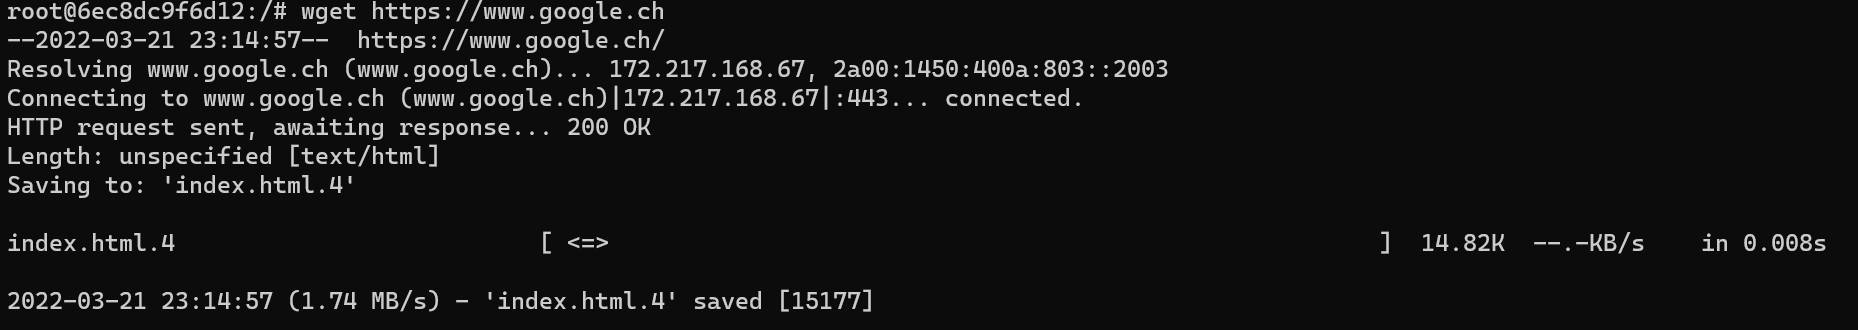 root@6ec8dc9f6d12:/# wget https://www.google.ch
--2022-03-21 23:14:57--  https://www.google.ch/
Resolving www.google.ch (www.google.ch)... 172.217.168.67, 2a00:1450:400a:803::2003
Connecting to www.google.ch (www.google.ch)|172.217.168.67|:443... connected.
HTTP request sent, awaiting response... 200 OK
Length: unspecified [text/html]
Saving to: 'index.html.4'
index.html.4                          [ <=>                                                       ]  14.82K  --.-KB/s    in 0.008s
2022-03-21 23:14:57 (1.74 MB/s) - 'index.html.4' saved [15177]